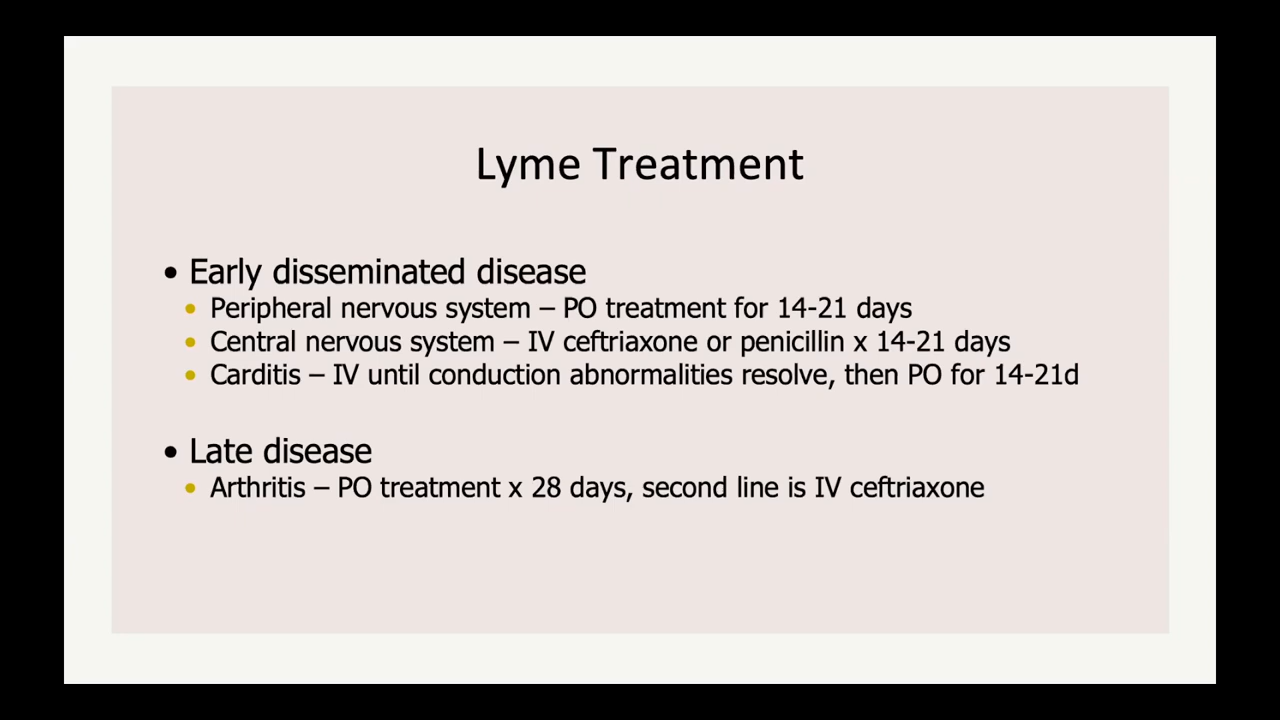 Lyme Treatment
• Early disseminated disease
• Peripheral nervous system – PO treatment for 14-21 days
• Central nervous system – IV ceftriaxone or penicillin x 14-21 days
• Carditis – IV until conduction abnormalities resolve, then PO for 14-21d
• Late disease
• Arthritis – PO treatment x 28 days, second line is IV ceftriaxone